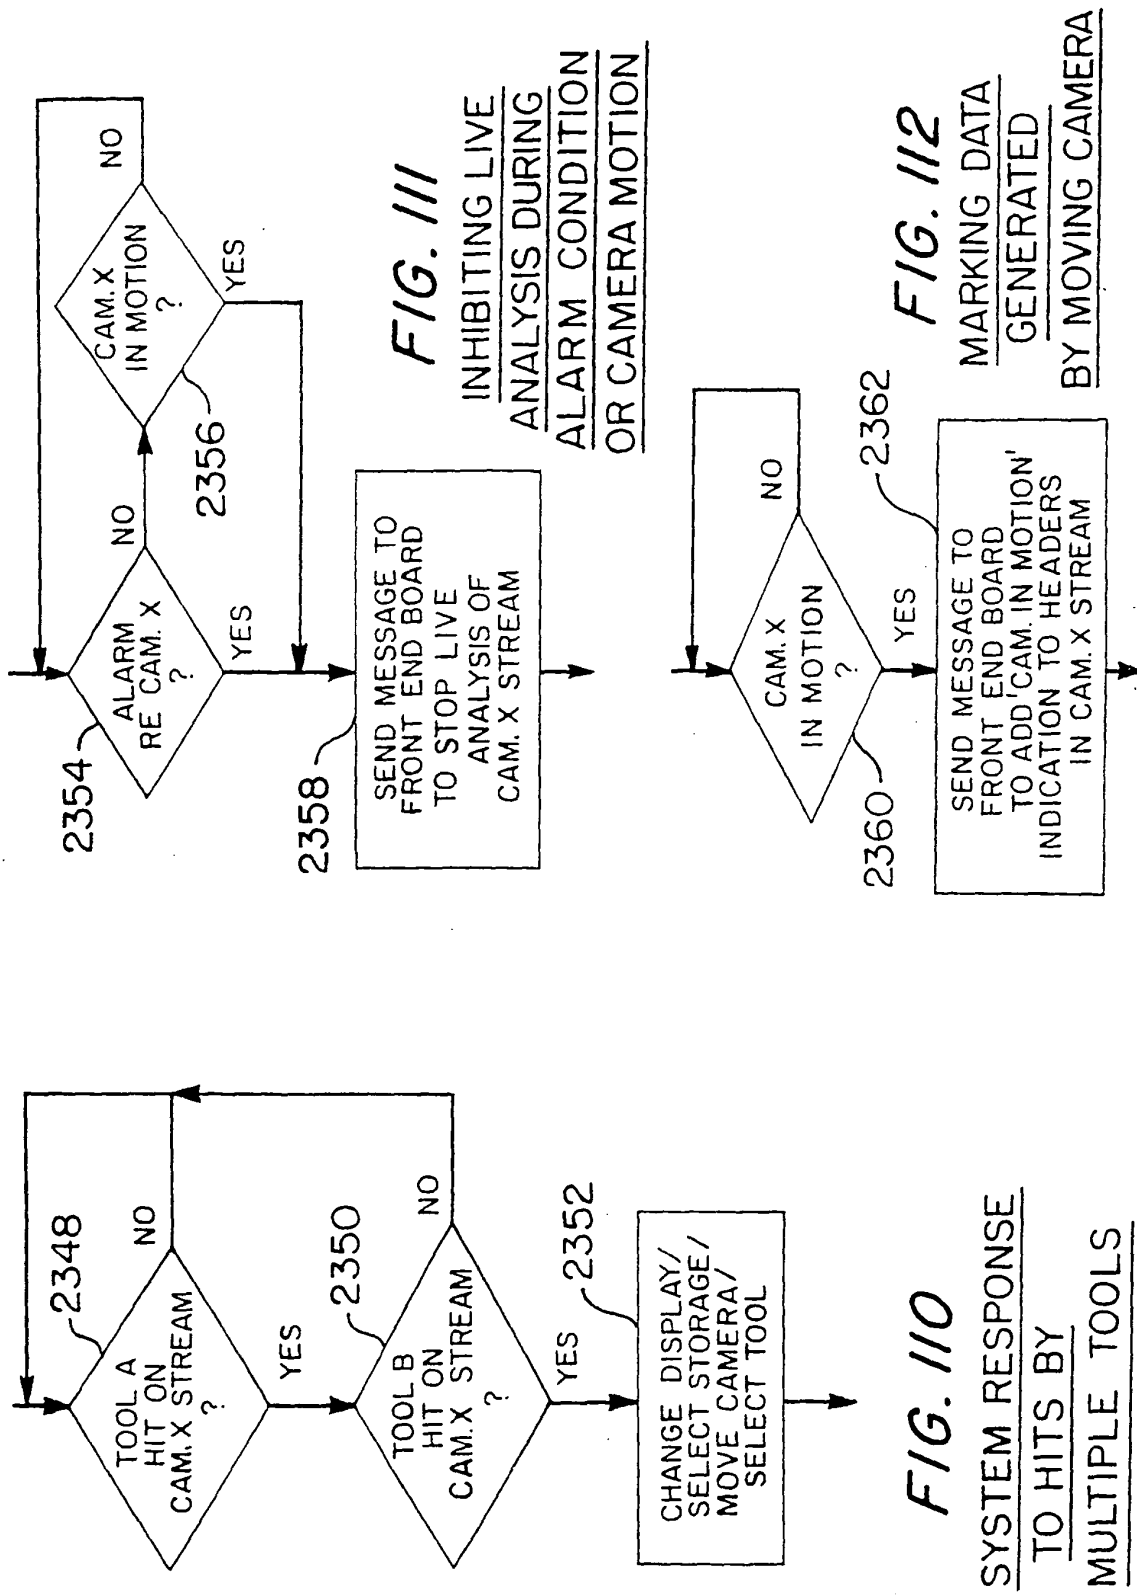 2348
TOOL A
HIT ON
CAM. X STREAM
?
NO
YES
2350
TOOL B
HIT ON
CAM. X STREAM
?
NO
YES
2352
CHANGE DISPLAY/
SELECT STORAGE/
MOVE CAMERA/
SELECT TOOL
FIG. 110
SYSTEM RESPONSE
TO HITS BY
MULTIPLE TOOLS
2354
ALARM
RE CAM. X
?
NO
YES
CAM. X
IN MOTION
?
NO
YES
2356
2358
SEND MESSAGE TO
FRONT END BOARD
TO STOP LIVE
ANALYSIS OF
CAM. X STREAM
FIG. 111
INHIBITING LIVE
ANALYSIS DURING
ALARM CONDITION
OR CAMERA MOTION
CAM. X
IN MOTION
?
NO
YES
2360
2362
SEND MESSAGE TO
FRONT END BOARD
TO ADD 'CAM. IN MOTION'
INDICATION TO HEADERS
IN CAM. X STREAM
FIG. 112
MARKING DATA
GENERATED
BY MOVING CAMERA